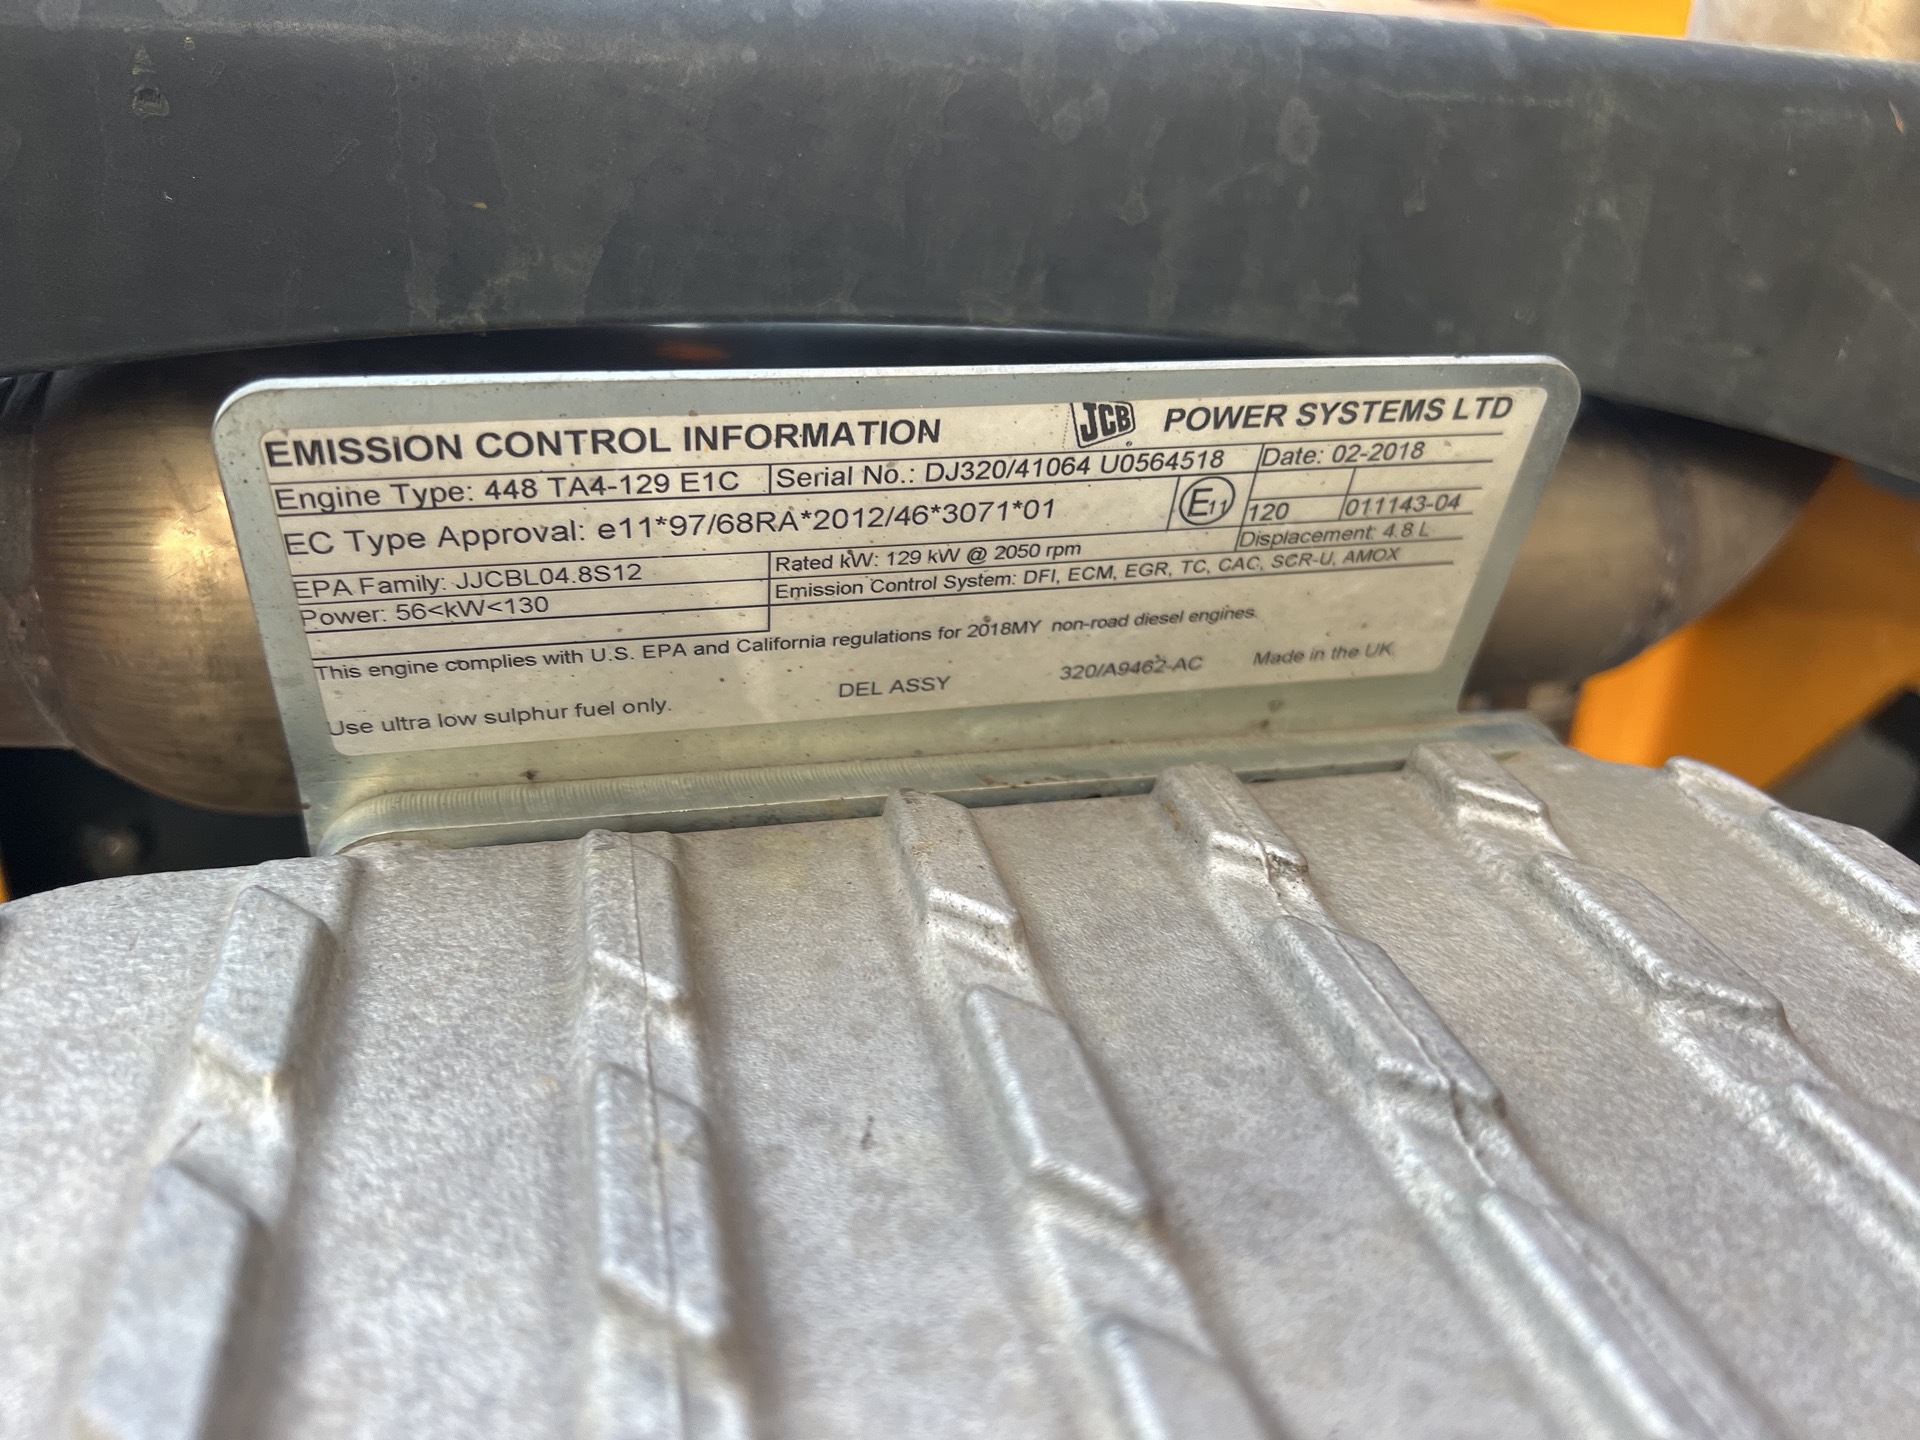 EMISSION CONTROL INFORMATION JCB POWER SYSTEMS LTD
Engine Type: 448 TA4-129 E1C Serial No.: DJ320/41064 U0564518 Date: 02-2018
EC Type Approval: e11*97/68RA*2012/46*3071*01 E11 120 011143-04
EPA Family: JJCBL04.8S12 Rated kW: 129 kW @ 2050 rpm Displacement: 4.8 L
Power: 56<kW<130 Emission Control System: DFI, ECM, EGR, TC, CAC, SCR-U, AMOX
This engine complies with U.S. EPA and California regulations for 2018MY non-road diesel engines.
Use ultra low sulphur fuel only. DEL ASSY 320/A9462-AC Made in the UK